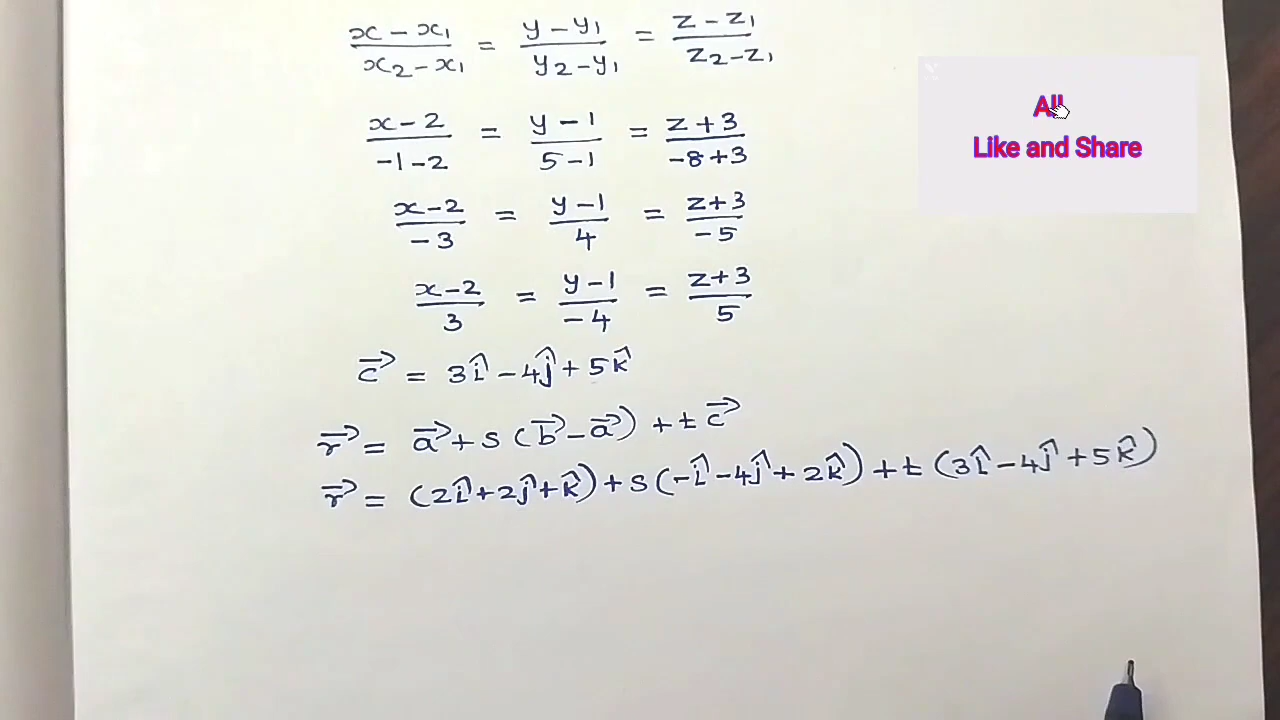 x - x₁ / x₂ - x₁ = y - y₁ / y₂ - y₁ = z - z₁ / z₂ - z₁
x - 2 / -1 - 2 = y - 1 / 5 - 1 = z + 3 / -8 + 3
x - 2 / -3 = y - 1 / 4 = z + 3 / -5
x - 2 / 3 = y - 1 / -4 = z + 3 / 5
c⃗ = 3î - 4ĵ + 5k̂
r⃗ = a⃗ + s(b⃗ - a⃗) + t c⃗
r⃗ = (2î + 2ĵ + k̂) + s(-î - 4ĵ + 2k̂) + t(3î - 4ĵ + 5k̂)
All
Like and Share